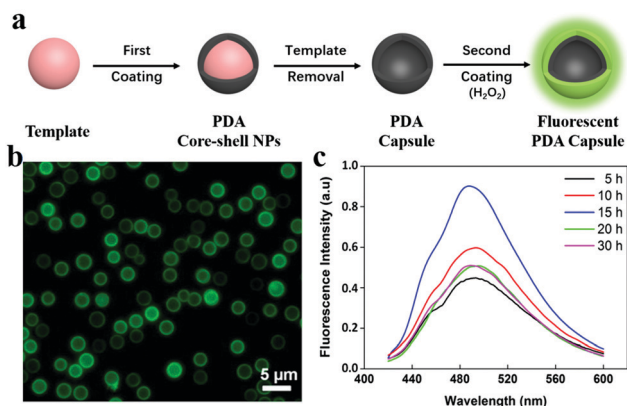 a
First
Coating
Template
Removal
Second
Coating
(H₂O₂)
Template
PDA
Core-shell NPs
PDA
Capsule
Fluorescent
PDA Capsule
b
5 μm
c
Fluorescence Intensity (a.u)
1.0
0.8
0.6
0.4
0.2
0.0
5 h
10 h
15 h
20 h
30 h
400 440 480 520 560 600
Wavelength (nm)